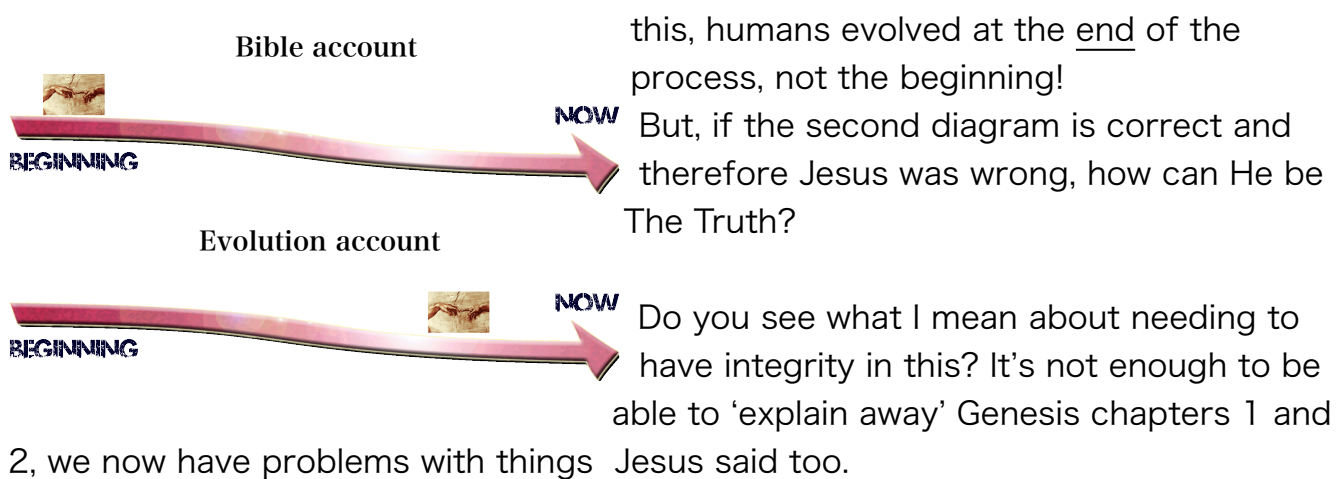 Bible account
NOW
BEGINNING
Evolution account
NOW
BEGINNING
this, humans evolved at the end of the
process, not the beginning!
But, if the second diagram is correct and
therefore Jesus was wrong, how can He be
The Truth?
Do you see what I mean about needing to
have integrity in this? It’s not enough to be
able to ‘explain away’ Genesis chapters 1 and
2, we now have problems with things Jesus said too.